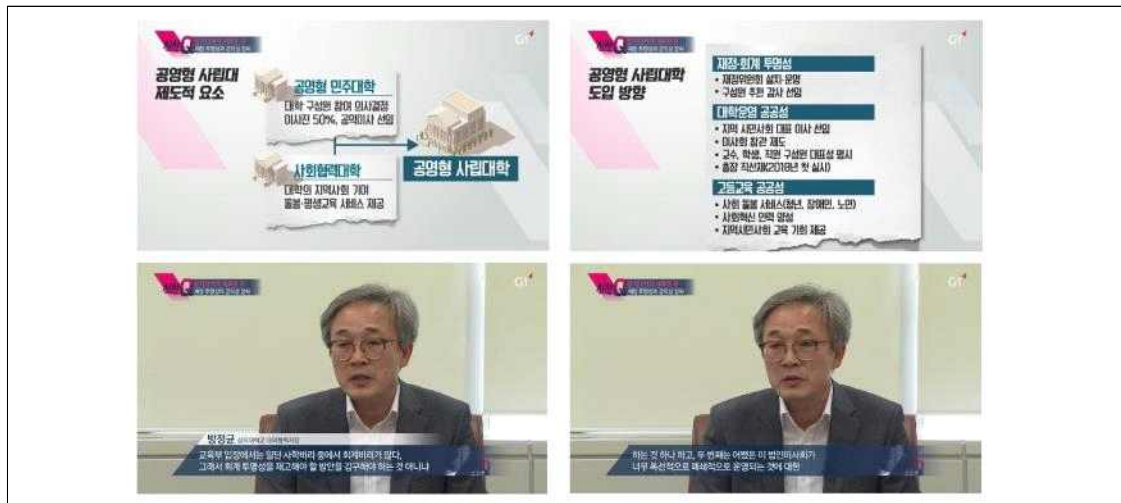 G1
공영형 사립대
제도적 요소
공영형 민주대학
대학 구성원 참여 의사결정
이사진 50%, 공익이사 선임
사회협력대학
대학의 지역사회 기여
돌봄·평생교육 서비스 제공
공영형 사립대학
G1
공영형 사립대학
도입 방향
재정·회계 투명성
• 재정위원회 설치·운영
• 구성원 추천 감사 선임
대학운영 공공성
• 지역 시민사회 대표 이사 선임
• 이사회 참관 제도
• 교수, 학생, 직원 구성원 대표성 명시
• 총장 직선제(2018년 첫 실시)
고등교육 공공성
• 사회 돌봄 서비스(청년, 장애인, 노인)
• 사회혁신 인력 양성
• 지역시민사회 교육 기회 제공
G1
방정균
교육부 입장에서는 일단 사학비리 중에서 회계비리가 많다,
그래서 회계 투명성을 제고해야 할 방안을 강구해야 하는 것 아니냐
G1
하는 것 하나 하고, 두 번째는 어쨌든 이 법인이사회가
너무 독선적으로 폐쇄적으로 운영되는 것에 대한